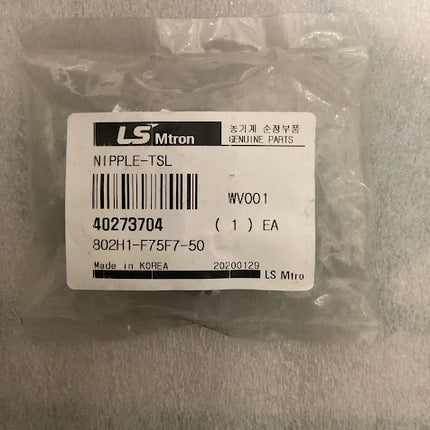 LS Mtron
농기계 순정부품
GENUINE PARTS
NIPPLE-TSL
WV001
40273704 ( 1 ) EA
802H1-F75F7-50
Made in KOREA 20200129
LS Mtro